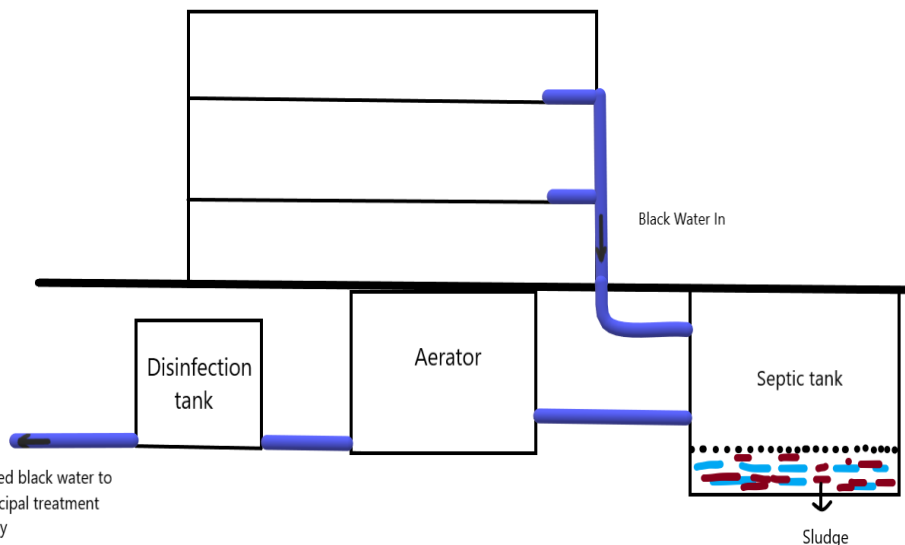 Black Water In
Disinfection
tank
Aerator
Septic tank
black water to
treatment
Sludge